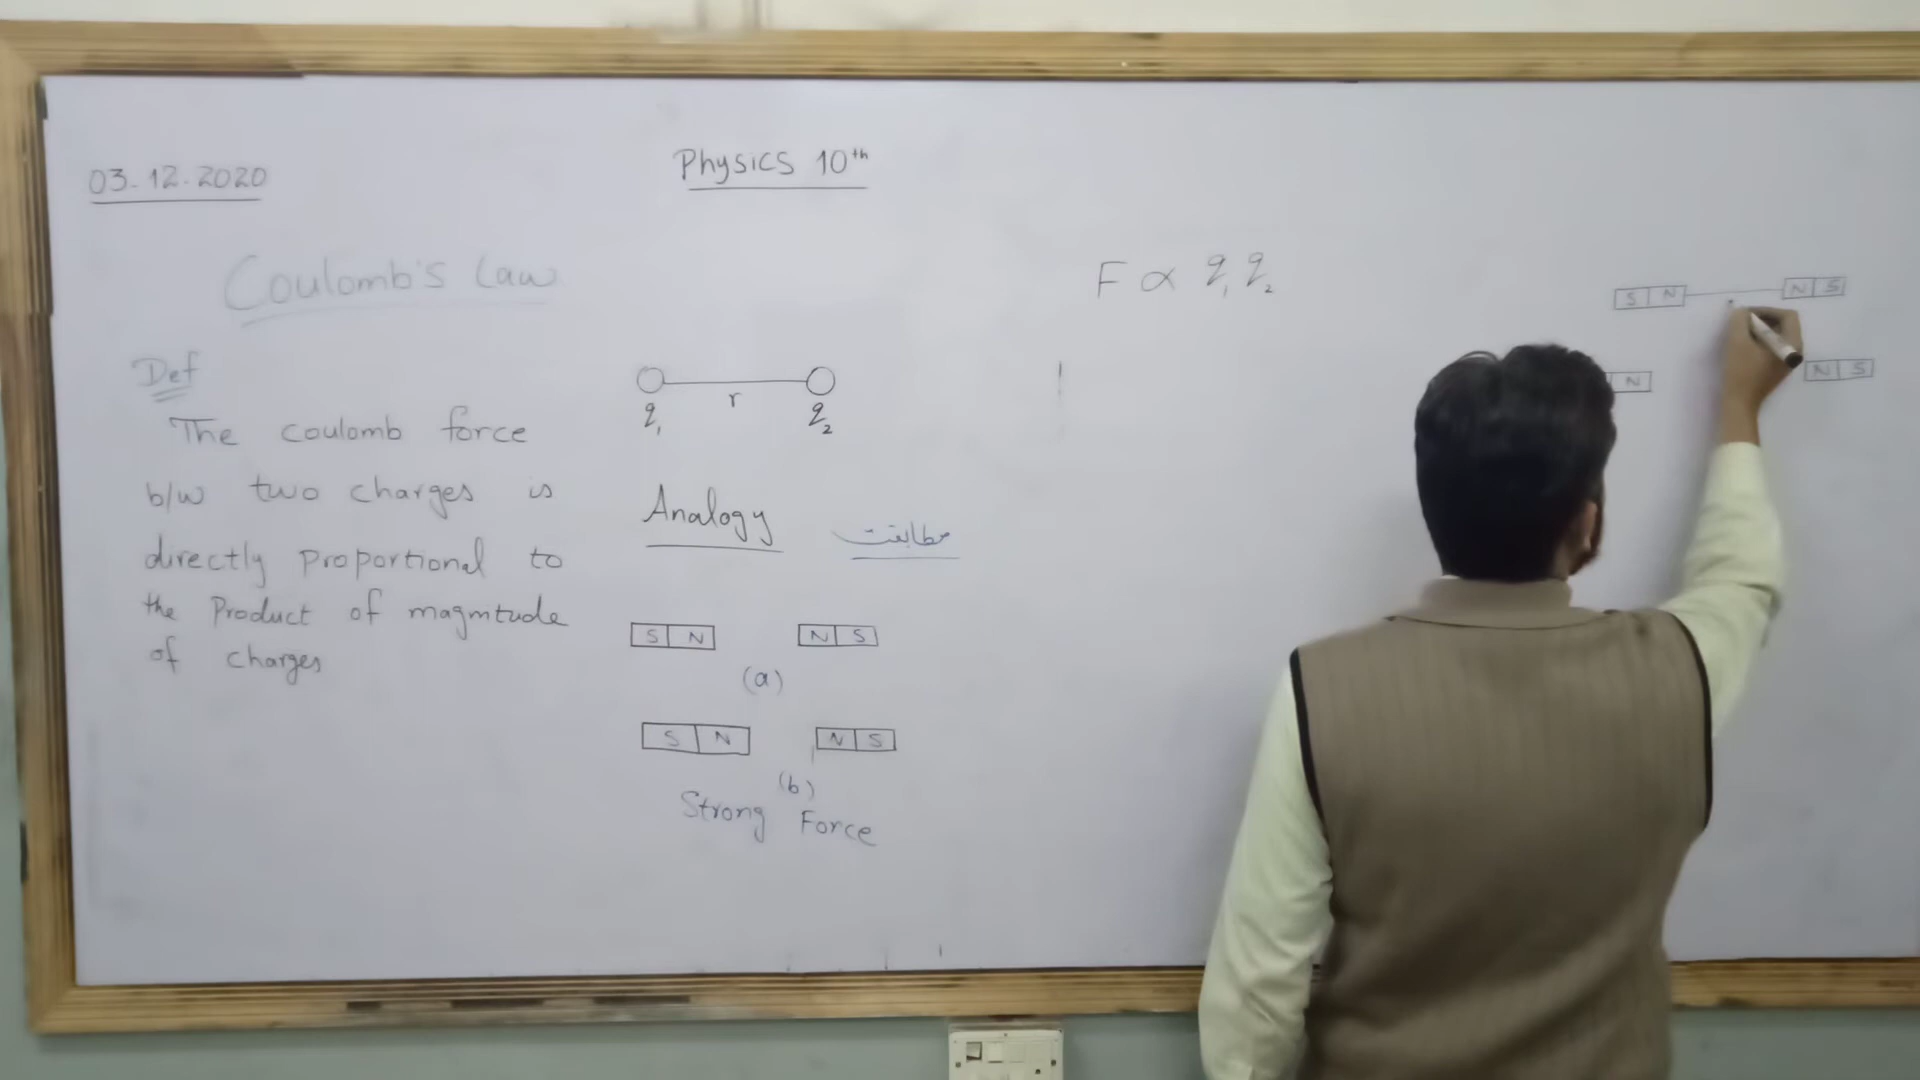 03-12-2020
Physics 10th
Coulomb's Law
Def
The coulomb force
b/w two charges is
directly proportional to
the Product of magmtude
of charges
r
q1 q2
Analogy مطابقت
S N N S
(a)
S N N S
(b)
Strong Force
F ∝ q1 q2
S N N S
N N S